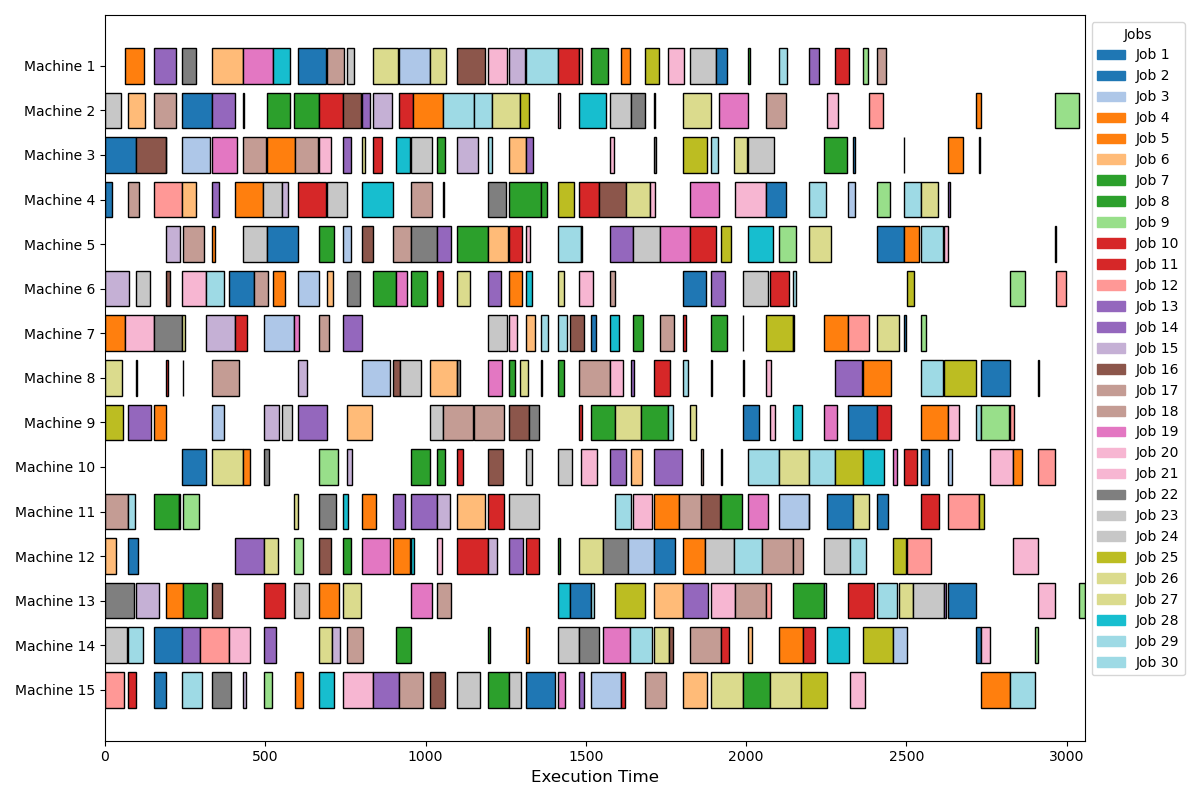 Machine 1
Machine 2
Machine 3
Machine 4
Machine 5
Machine 6
Machine 7
Machine 8
Machine 9
Machine 10
Machine 11
Machine 12
Machine 13
Machine 14
Machine 15
0 500 1000 1500 2000 2500 3000
Execution Time
Jobs
Job 1
Job 2
Job 3
Job 4
Job 5
Job 6
Job 7
Job 8
Job 9
Job 10
Job 11
Job 12
Job 13
Job 14
Job 15
Job 16
Job 17
Job 18
Job 19
Job 20
Job 21
Job 22
Job 23
Job 24
Job 25
Job 26
Job 27
Job 28
Job 29
Job 30